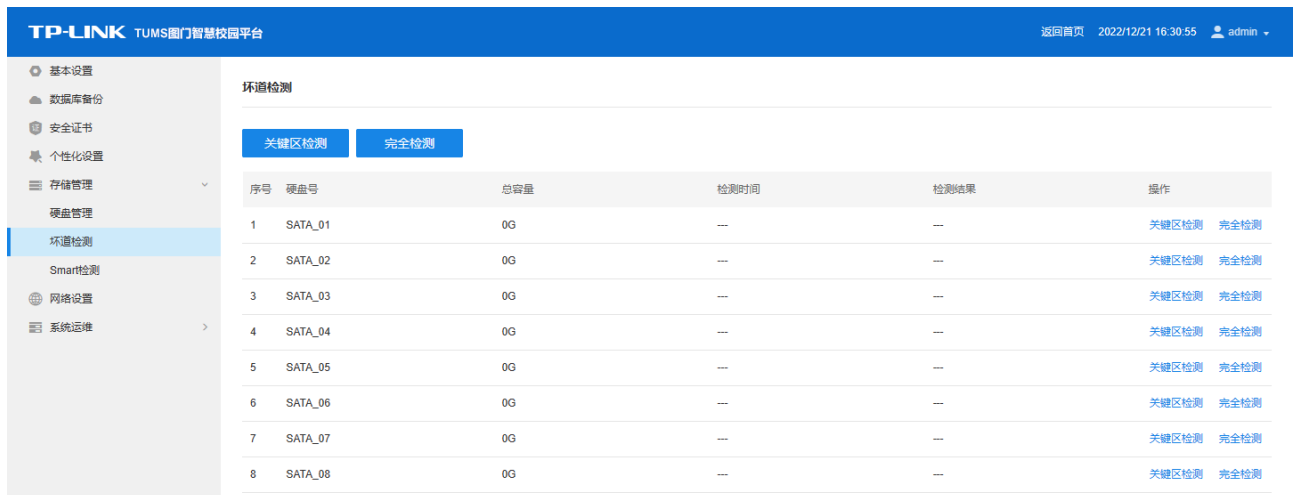 TP-LINK TUMS图门智慧校园平台 返回首页 2022/12/21 16:30:55 admin
基本设置
数据库备份
安全证书
个性化设置
存储管理
硬盘管理
坏道检测
Smart检测
网络设置
系统运维
坏道检测
关键区检测 完全检测
序号 硬盘号 总容量 检测时间 检测结果 操作
1 SATA_01 0G --- --- 关键区检测 完全检测
2 SATA_02 0G --- --- 关键区检测 完全检测
3 SATA_03 0G --- --- 关键区检测 完全检测
4 SATA_04 0G --- --- 关键区检测 完全检测
5 SATA_05 0G --- --- 关键区检测 完全检测
6 SATA_06 0G --- --- 关键区检测 完全检测
7 SATA_07 0G --- --- 关键区检测 完全检测
8 SATA_08 0G --- --- 关键区检测 完全检测